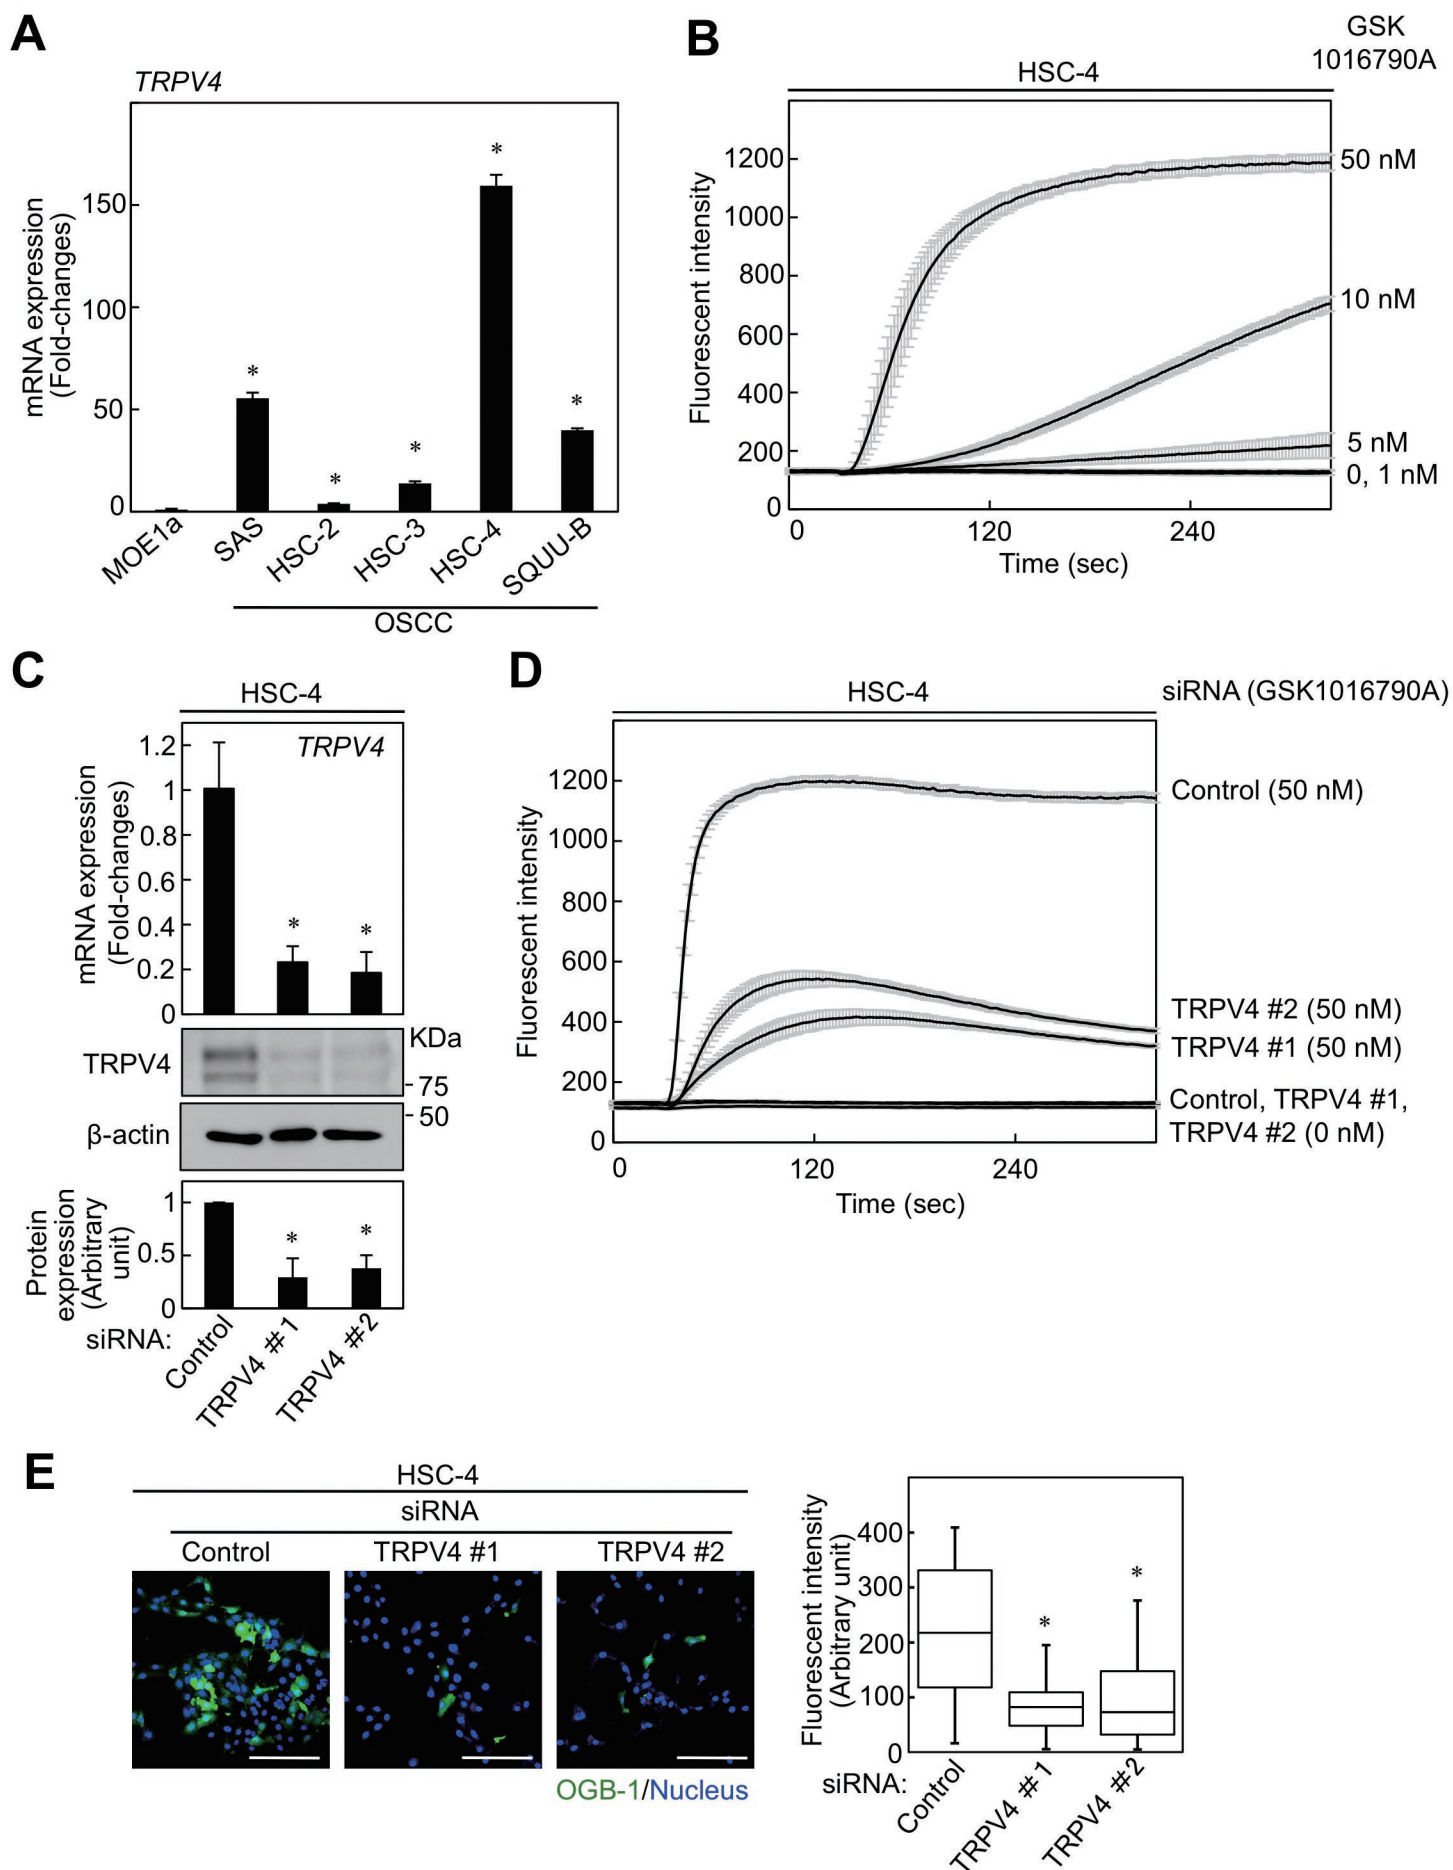 A
TRPV4
mRNA expression
(Fold-changes)
150
100
50
0
*
*
*
*
*
MOE1a
SAS
HSC-2
HSC-3
HSC-4
SQUU-B
OSCC
B
GSK
1016790A
HSC-4
Fluorescent intensity
1200
1000
800
600
400
200
0
50 nM
10 nM
5 nM
0, 1 nM
0
120
240
Time (sec)
C
HSC-4
TRPV4
mRNA expression
(Fold-changes)
1.2
1
0.8
0.6
0.4
0.2
0
*
*
KDa
TRPV4
-75
-50
β-actin
Protein
expression
(Arbitrary
unit)
1
0.5
0
*
*
siRNA:
Control
TRPV4 #1
TRPV4 #2
D
HSC-4
siRNA (GSK1016790A)
Fluorescent intensity
1200
1000
800
600
400
200
0
Control (50 nM)
TRPV4 #2 (50 nM)
TRPV4 #1 (50 nM)
Control, TRPV4 #1,
TRPV4 #2 (0 nM)
0
120
240
Time (sec)
E
HSC-4
siRNA
Control
TRPV4 #1
TRPV4 #2
OGB-1/Nucleus
Fluorescent intensity
(Arbitrary unit)
400
300
200
100
0
*
*
siRNA:
Control
TRPV4 #1
TRPV4 #2